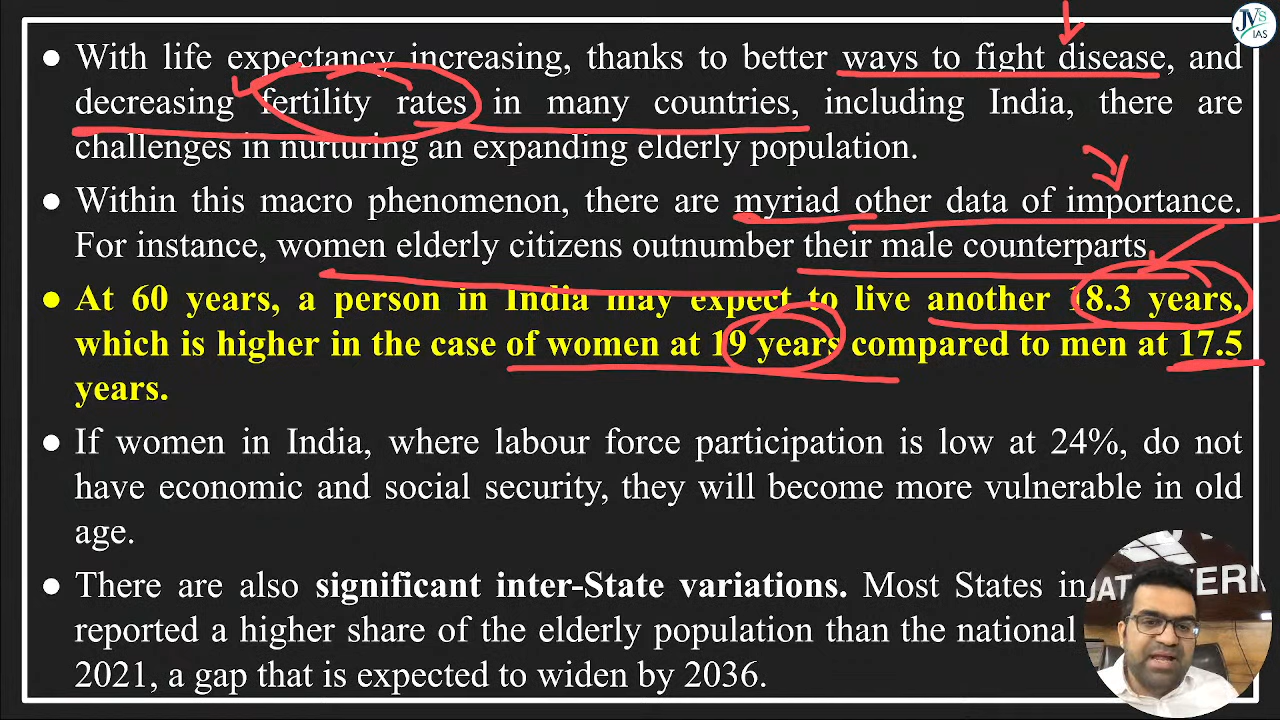 JVS
IAS
● With life expectancy increasing, thanks to better ways to fight disease, and
decreasing fertility rates in many countries, including India, there are
challenges in nurturing an expanding elderly population.
● Within this macro phenomenon, there are myriad other data of importance.
For instance, women elderly citizens outnumber their male counterparts.
● At 60 years, a person in India may expect to live another 18.3 years,
which is higher in the case of women at 19 years compared to men at 17.5
years.
● If women in India, where labour force participation is low at 24%, do not
have economic and social security, they will become more vulnerable in old
age.
● There are also significant inter-State variations. Most States in
reported a higher share of the elderly population than the national
2021, a gap that is expected to widen by 2036.